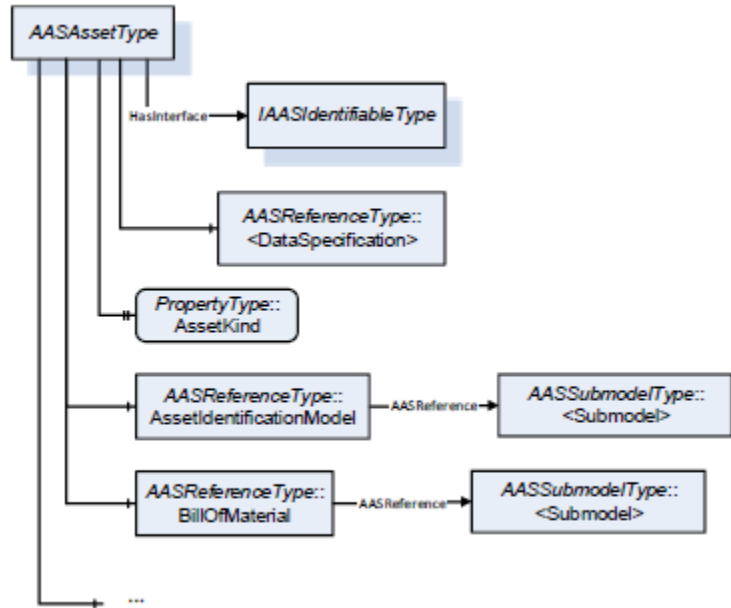 AASAssetType
HasInterface
IAASIdentifiableType
AASReferenceType::
<DataSpecification>
PropertyType::
AssetKind
AASReferenceType::
AssetIdentificationModel
AASReference
AASSubmodelType::
<Submodel>
AASReferenceType::
BillOfMaterial
AASReference
AASSubmodelType::
<Submodel>
...